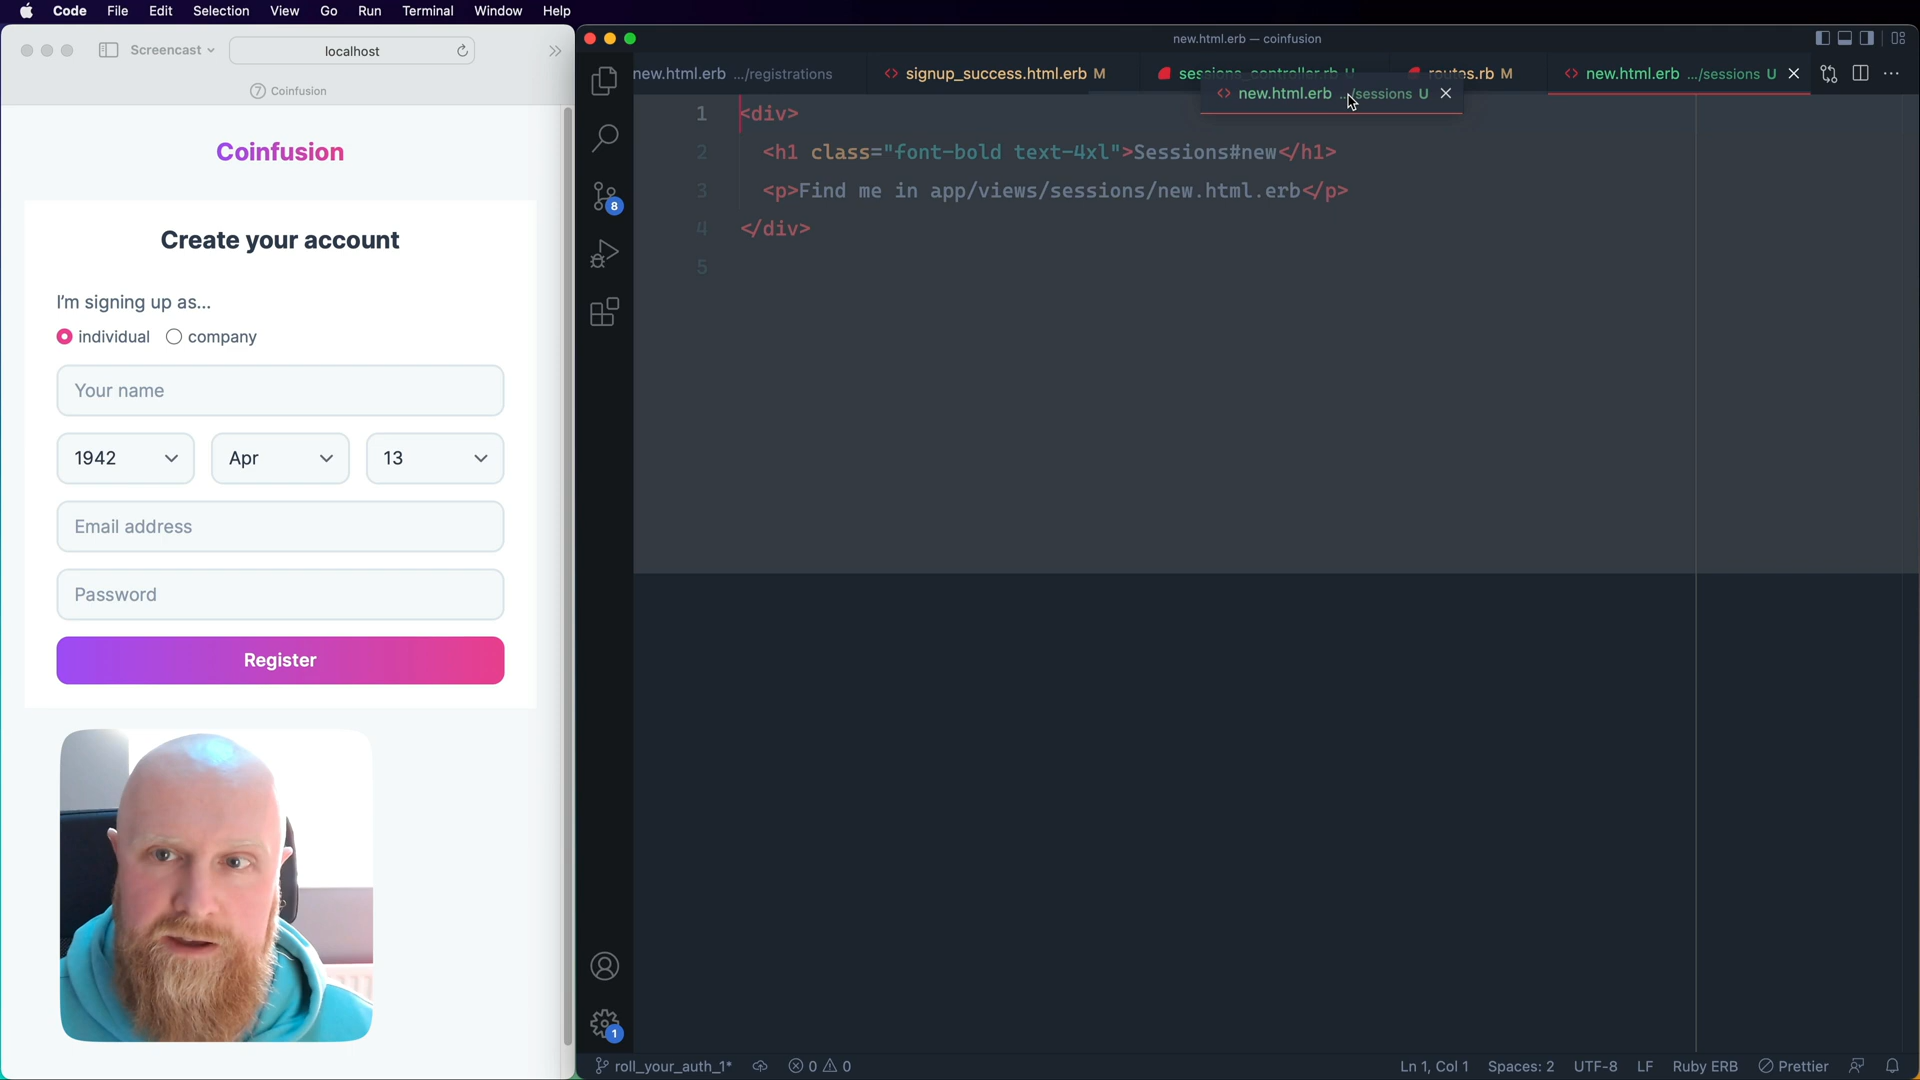 Code File Edit Selection View Go Run Terminal Window Help
Screencast
localhost
Coinfusion
Coinfusion
Create your account
I'm signing up as...
individual
company
Your name
1942
Apr
13
Email address
Password
Register
new.html.erb — coinfusion
new.html.erb .../registrations
signup_success.html.erb M
sessions_controller.rb U
routes.rb M
new.html.erb .../sessions U
new.html.erb .../sessions U
1 <div>
2 <h1 class="font-bold text-4xl">Sessions#new</h1>
3 <p>Find me in app/views/sessions/new.html.erb</p>
4 </div>
5
8
1
roll_your_auth_1*
0 0
Ln 1, Col 1
Spaces: 2
UTF-8
LF
Ruby ERB
Prettier